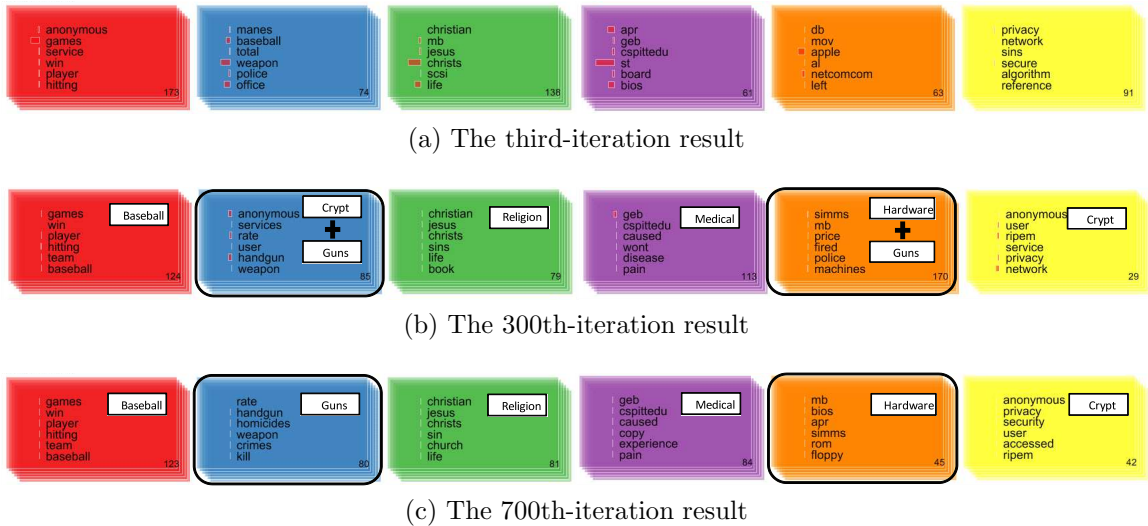 anonymous
games
service
win
player
hitting
173
manes
baseball
total
weapon
police
office
74
christian
mb
jesus
christs
scsi
life
138
apr
geb
cspittedu
st
board
bios
61
db
mov
apple
al
netcomcom
left
63
privacy
network
sins
secure
algorithm
reference
91
(a) The third-iteration result
games
win
player
hitting
team
baseball
Baseball
124
anonymous
services
rate
user
handgun
weapon
Crypt
+
Guns
85
christian
jesus
christs
sins
life
book
Religion
79
geb
cspittedu
caused
wont
disease
pain
Medical
113
simms
mb
price
fired
police
machines
Hardware
+
Guns
170
anonymous
user
ripem
service
privacy
network
Crypt
29
(b) The 300th-iteration result
games
win
player
hitting
team
baseball
Baseball
123
rate
handgun
homicides
weapon
crimes
kill
Guns
80
christian
jesus
christs
sin
church
life
Religion
81
geb
cspittedu
caused
copy
experience
pain
Medical
84
mb
bios
apr
simms
rom
floppy
Hardware
45
anonymous
privacy
security
user
accessed
ripem
Crypt
42
(c) The 700th-iteration result